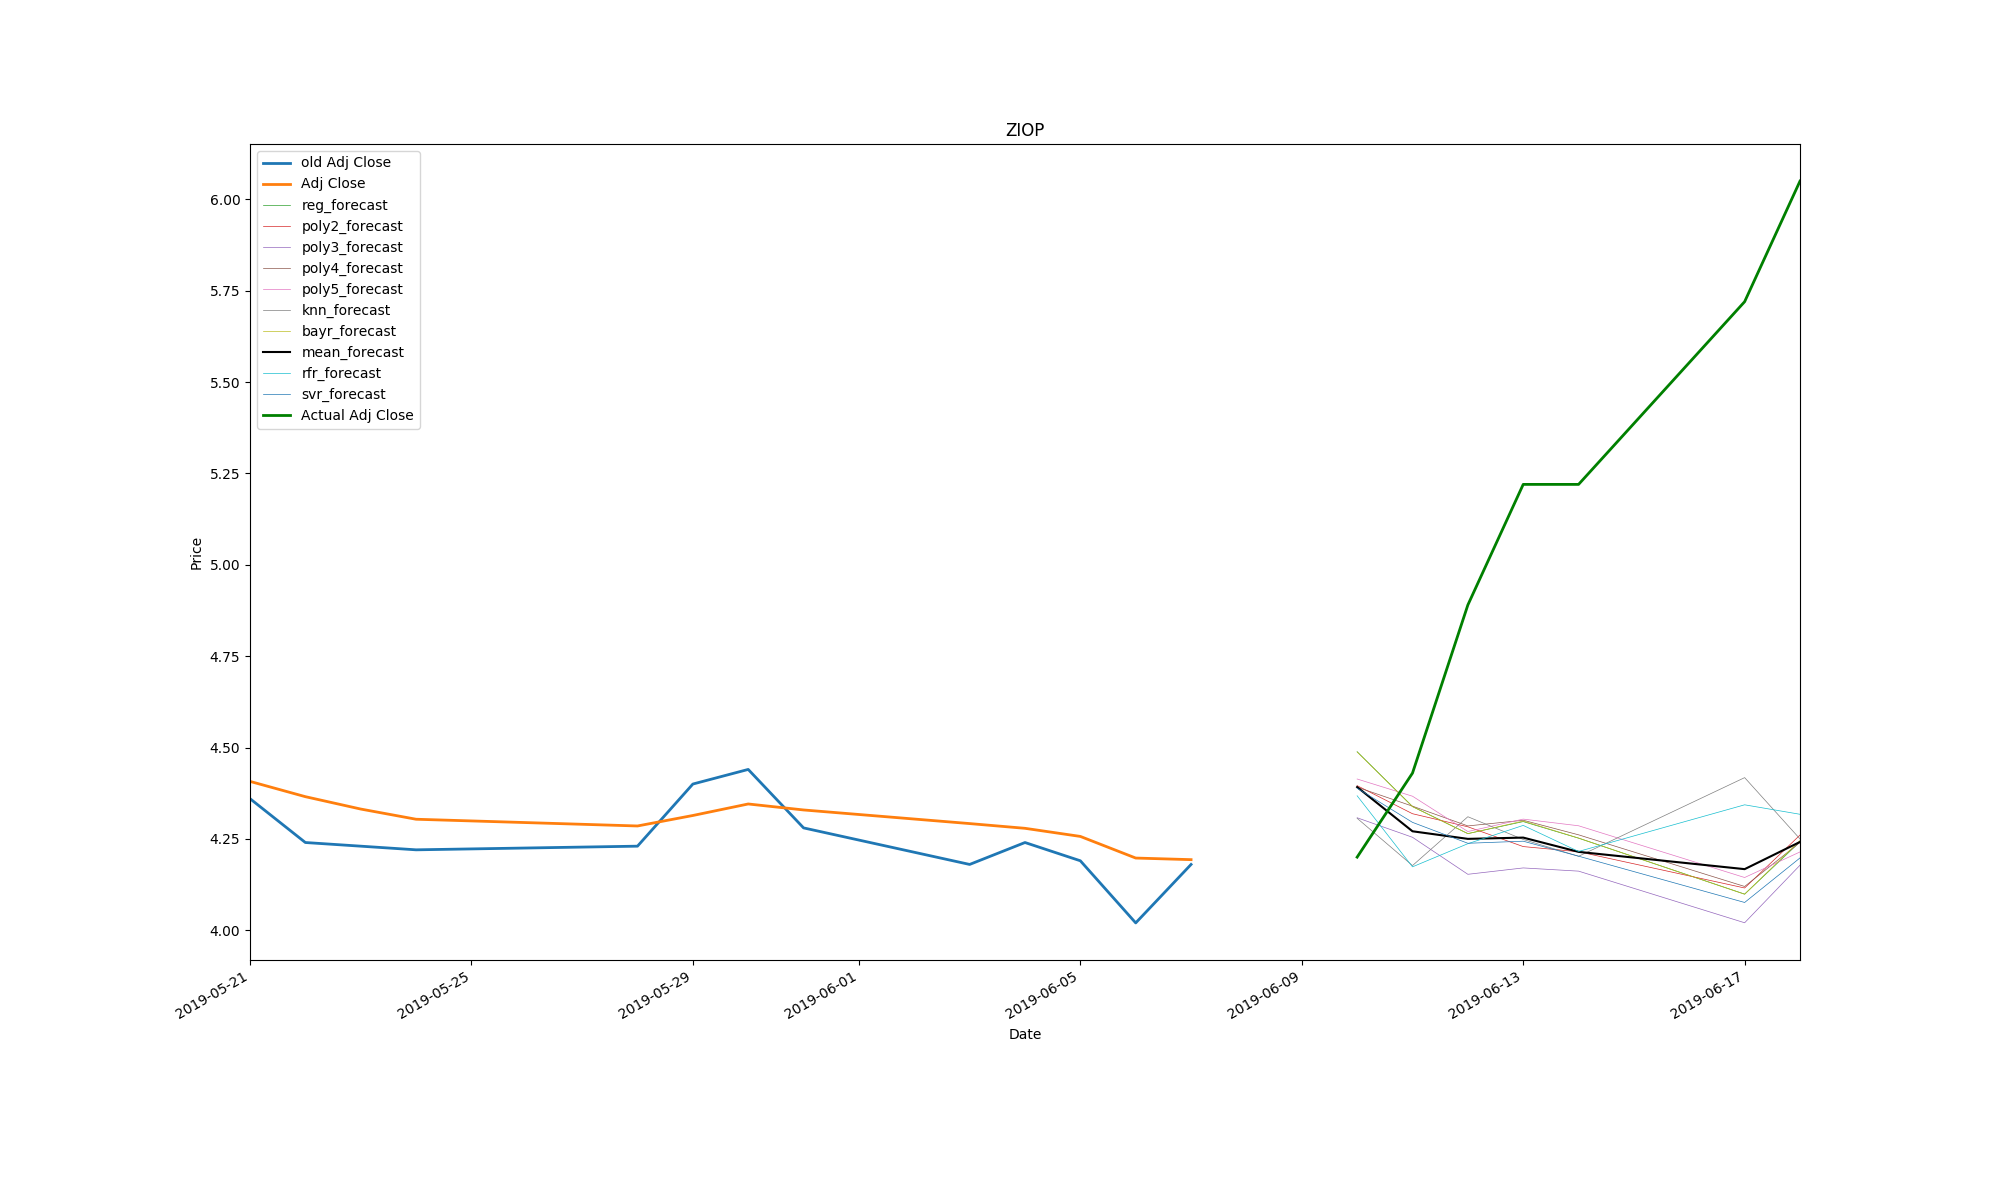 ZIOP
old Adj Close
Adj Close
reg_forecast
poly2_forecast
poly3_forecast
poly4_forecast
poly5_forecast
knn_forecast
bayr_forecast
mean_forecast
rfr_forecast
svr_forecast
Actual Adj Close
6.00
5.75
5.50
5.25
5.00
4.75
4.50
4.25
4.00
Price
2019-05-21
2019-05-25
2019-05-29
2019-06-01
2019-06-05
2019-06-09
2019-06-13
2019-06-17
Date